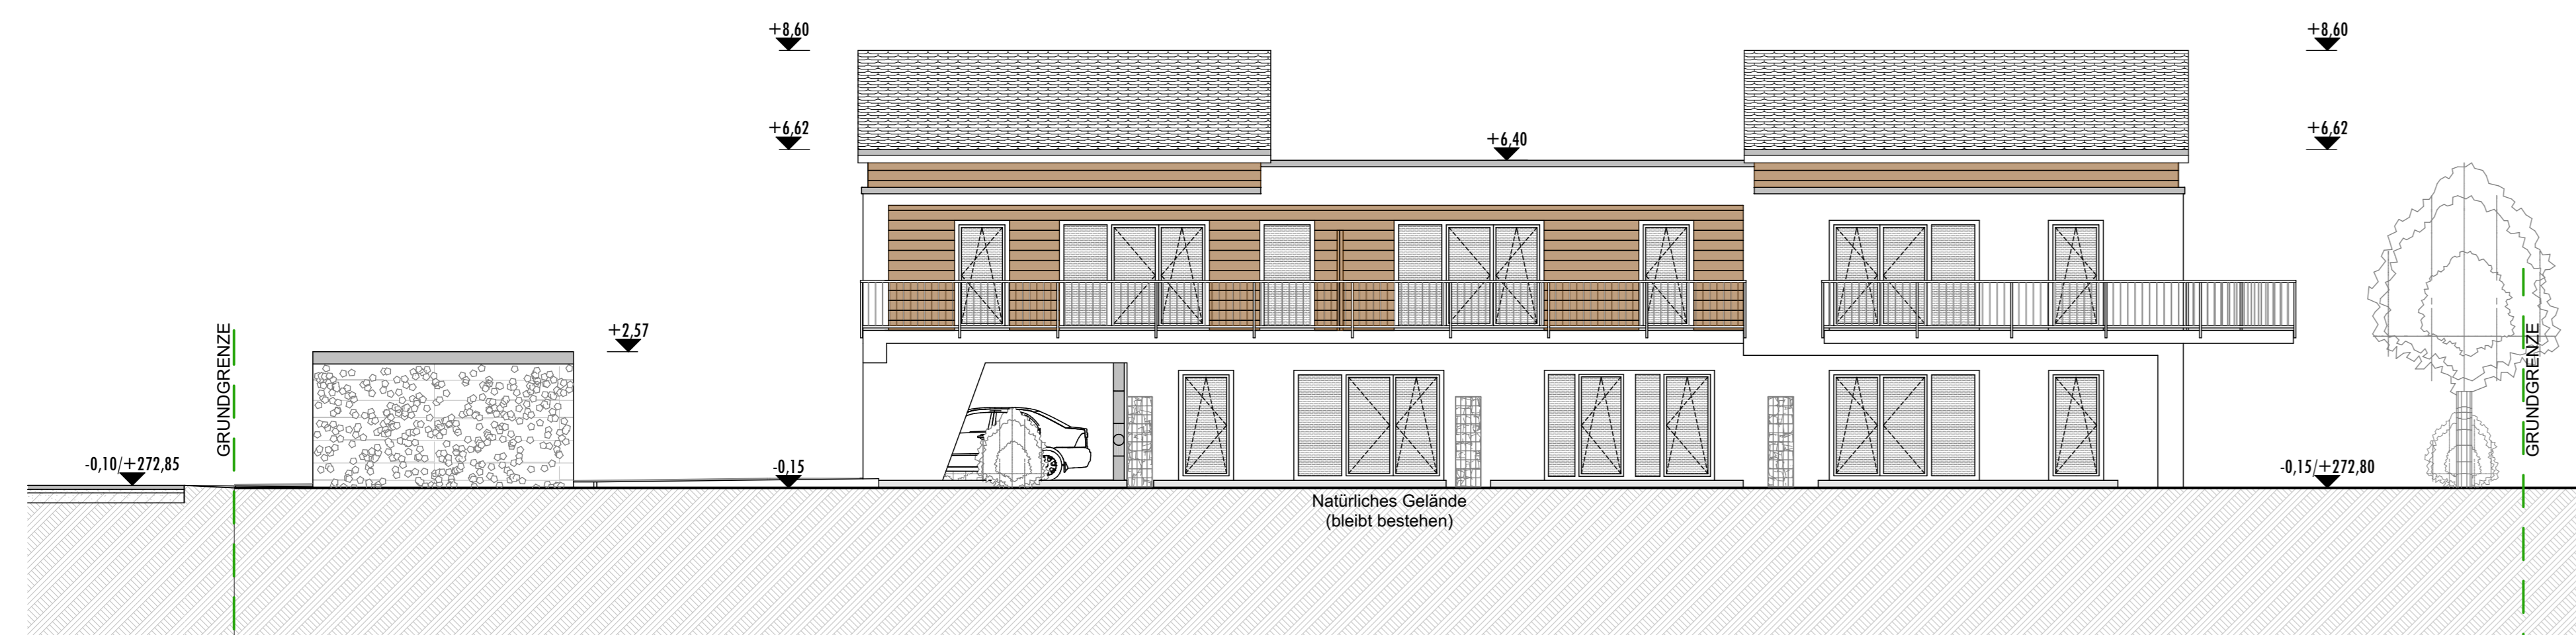 +8,60
+8,60
+6,62
+6,40
+6,62
+2,57
GRUNDGRENZE
GRUNDGRENZE
-0,10/+272,85
-0,15
-0,15/+272,80
Natürliches Gelände
(bleibt bestehen)